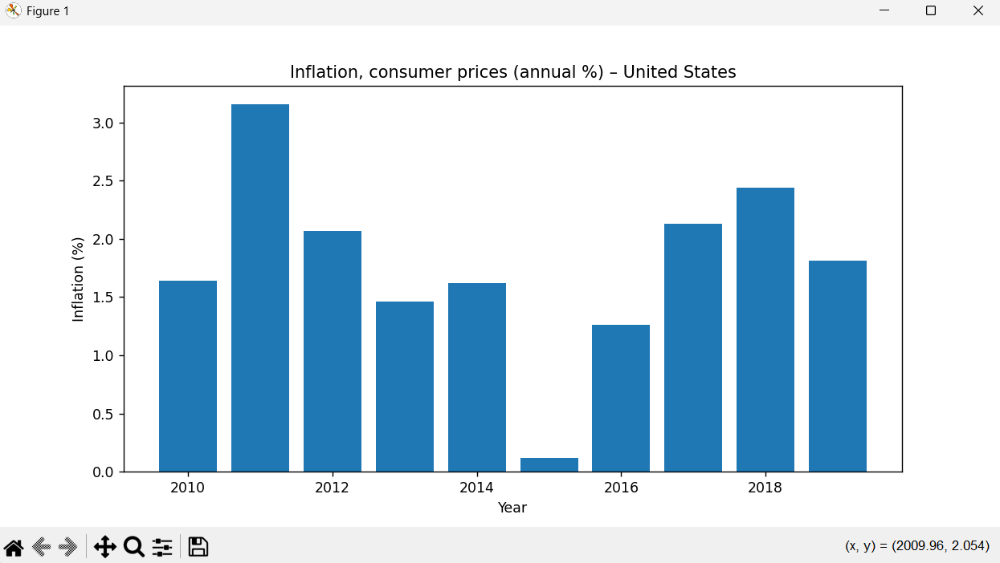 Figure 1
Inflation, consumer prices (annual %) – United States
3.0
2.5
2.0
1.5
1.0
0.5
0.0
Inflation (%)
2010 2012 2014 2016 2018
Year
(x, y) = (2009.96, 2.054)